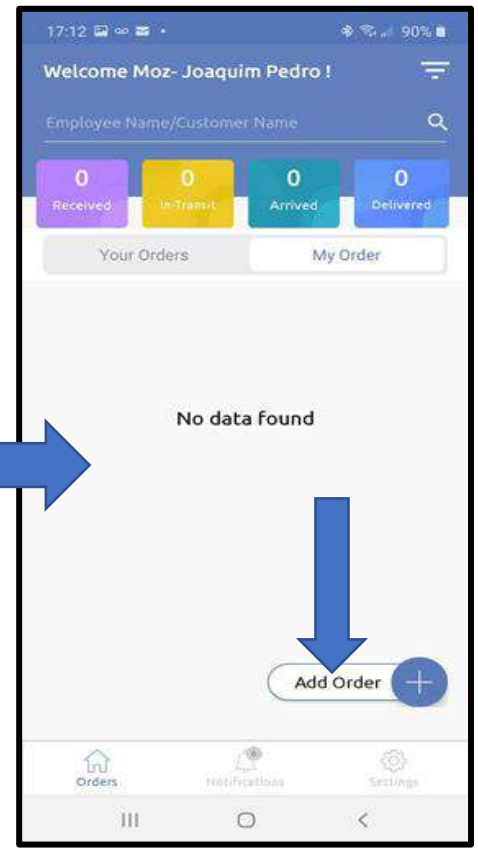 17:12 90%
Welcome Moz- Joaquim Pedro !
Employee Name/Customer Name
0 0 0 0
Received In-Transit Arrived Delivered
Your Orders My Order
No data found
Add Order
Orders Notifications Settings